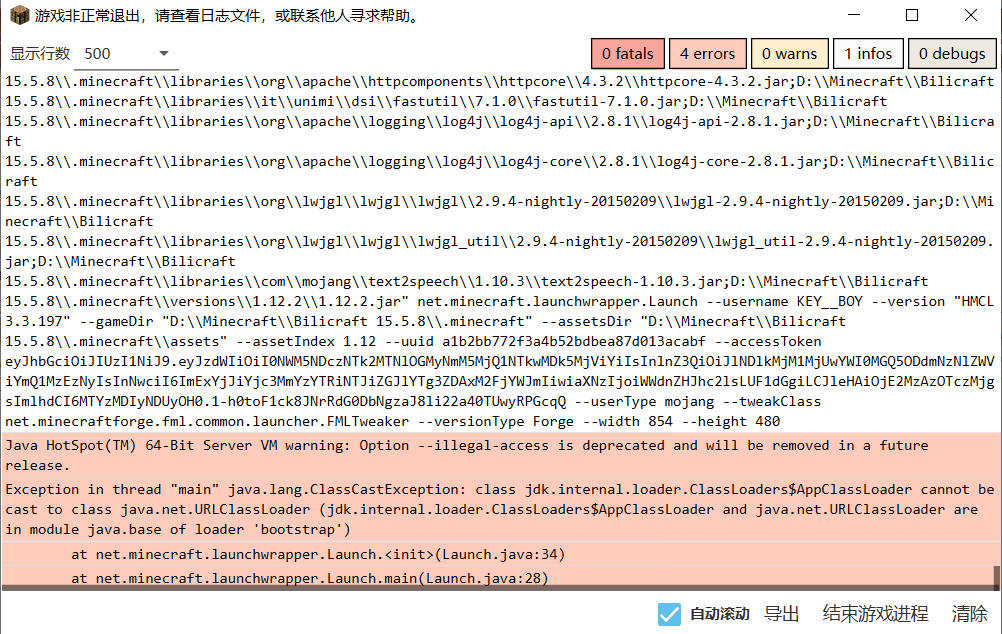 游戏非正常退出，请查看日志文件，或联系他人寻求帮助。
显示行数 500 0 fatals 4 errors 0 warns 1 infos 0 debugs
15.5.8\\.minecraft\\libraries\\org\\apache\\httpcomponents\\httpcore\\4.3.2\\httpcore-4.3.2.jar;D:\\Minecraft\\Bilicraft
15.5.8\\.minecraft\\libraries\\it\\unimi\\dsi\\fastutil\\7.1.0\\fastutil-7.1.0.jar;D:\\Minecraft\\Bilicraft
15.5.8\\.minecraft\\libraries\\org\\apache\\logging\\log4j\\log4j-api\\2.8.1\\log4j-api-2.8.1.jar;D:\\Minecraft\\Bilicra
ft
15.5.8\\.minecraft\\libraries\\org\\apache\\logging\\log4j\\log4j-core\\2.8.1\\log4j-core-2.8.1.jar;D:\\Minecraft\\Bilic
raft
15.5.8\\.minecraft\\libraries\\org\\lwjgl\\lwjgl\\lwjgl\\2.9.4-nightly-20150209\\lwjgl-2.9.4-nightly-20150209.jar;D:\\Mi
necraft\\Bilicraft
15.5.8\\.minecraft\\libraries\\org\\lwjgl\\lwjgl\\lwjgl_util\\2.9.4-nightly-20150209\\lwjgl_util-2.9.4-nightly-20150209.
jar;D:\\Minecraft\\Bilicraft
15.5.8\\.minecraft\\libraries\\com\\mojang\\text2speech\\1.10.3\\text2speech-1.10.3.jar;D:\\Minecraft\\Bilicraft
15.5.8\\.minecraft\\versions\\1.12.2\\1.12.2.jar" net.minecraft.launchwrapper.Launch --username KEY__BOY --version "HMCL
3.3.197" --gameDir "D:\\Minecraft\\Bilicraft 15.5.8\\.minecraft" --assetsDir "D:\\Minecraft\\Bilicraft
15.5.8\\.minecraft\\assets" --assetIndex 1.12 --uuid a1b2bb772f3a4b52bdbea87d013acabf --accessToken
eyJhbGciOiJIUzI1NiJ9.eyJzdWIiOiI0NWM5NDczNTk2MTNlOGMyNmM5MjQ1NTkwMDk5MjViYiIsInlnZ3QiOiJlNDlkMjM1MjUwYWI0MGQ5ODdmNzNlZWV
iYmQ1MzEzNyIsInNwciI6ImExYjJiYjc3MmYzYTRiNTJiZGJlYTg3ZDAxM2FjYWJmIiwiaXNzIjoiWWdnZHJhc2lsLUF1dGgiLCJleHAiOjE2MzAzOTczMjg
sImlhdCI6MTYzMDIyNDUyOH0.1-h0toF1ck8JNrRdG0DbNgzaJ8li22a40TUwyRPGcqQ --userType mojang --tweakClass
net.minecraftforge.fml.common.launcher.FMLTweaker --versionType Forge --width 854 --height 480
Java HotSpot(TM) 64-Bit Server VM warning: Option --illegal-access is deprecated and will be removed in a future
release.
Exception in thread "main" java.lang.ClassCastException: class jdk.internal.loader.ClassLoaders$AppClassLoader cannot be
cast to class java.net.URLClassLoader (jdk.internal.loader.ClassLoaders$AppClassLoader and java.net.URLClassLoader are
in module java.base of loader 'bootstrap')
at net.minecraft.launchwrapper.Launch.<init>(Launch.java:34)
at net.minecraft.launchwrapper.Launch.main(Launch.java:28)
自动滚动 导出 结束游戏进程 清除